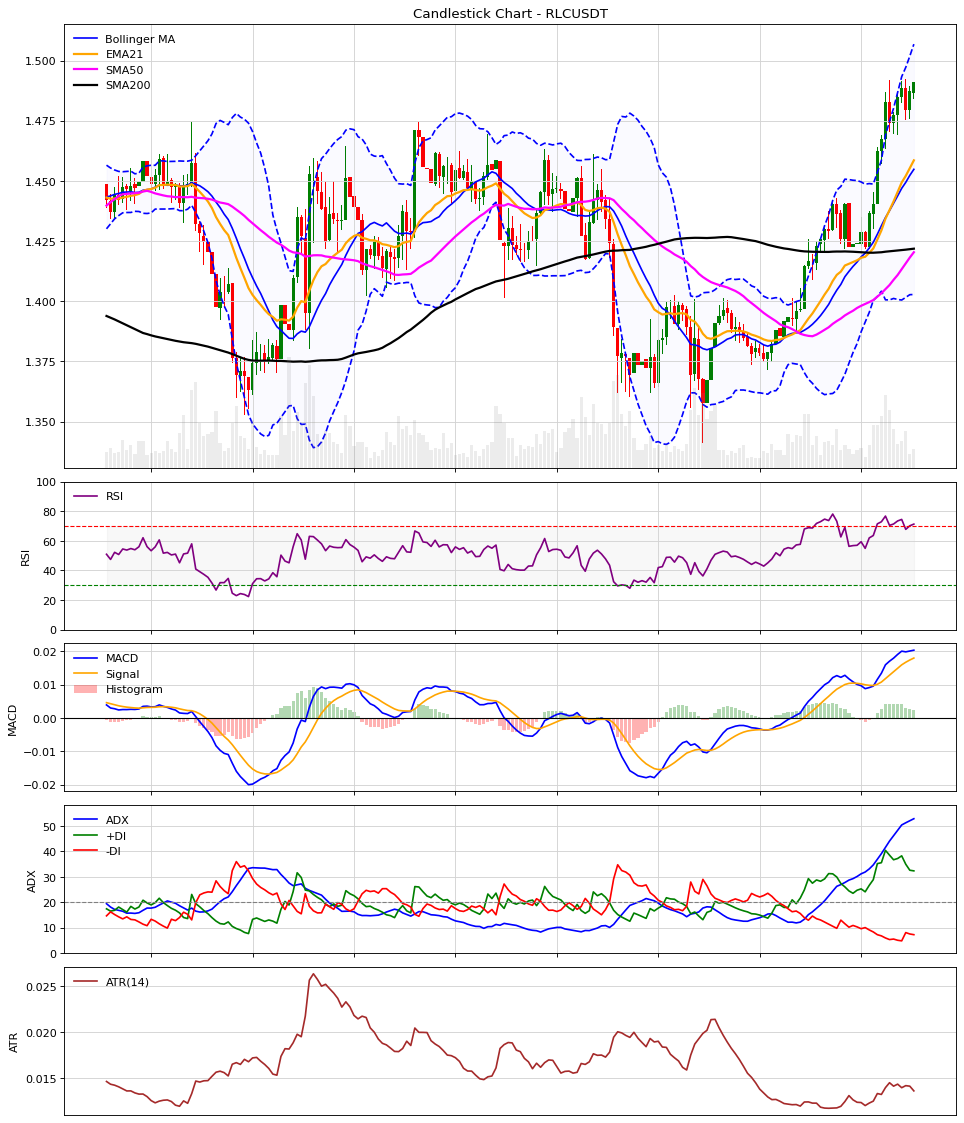 Candlestick Chart - RLCUSDT
Bollinger MA
EMA21
SMA50
SMA200
1.500
1.475
1.450
1.425
1.400
1.375
1.350
RSI
RSI
100
80
60
40
20
0
MACD
MACD
Signal
Histogram
0.02
0.01
0.00
−0.01
−0.02
ADX
ADX
+DI
-DI
50
40
30
20
10
0
ATR
ATR(14)
0.025
0.020
0.015